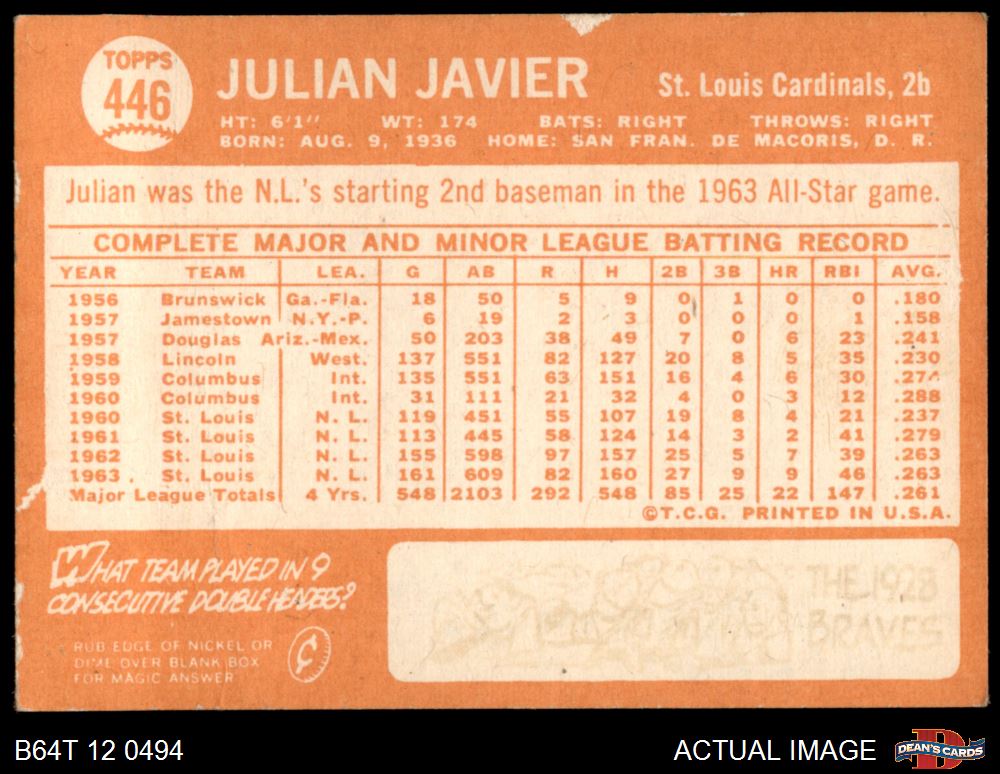 TOPPS
446
JULIAN JAVIER
St. Louis Cardinals, 2b
HT: 6'1" WT: 174 BATS: RIGHT THROWS: RIGHT
BORN: AUG. 9, 1936 HOME: SAN FRAN. DE MACORIS, D. R.
Julian was the N.L.'s starting 2nd baseman in the 1963 All-Star game.
COMPLETE MAJOR AND MINOR LEAGUE BATTING RECORD
YEAR TEAM LEA. G AB R H 2B 3B HR RBI AVG.
1956 Brunswick Ga.-Fla. 18 50 5 9 0 1 0 0 .180
1957 Jamestown N.Y.-P. 6 19 2 3 0 0 0 1 .158
1957 Douglas Ariz.-Mex. 50 203 38 49 7 0 6 23 .241
1958 Lincoln West. 137 551 82 127 20 8 5 35 .230
1959 Columbus Int. 135 551 63 151 16 4 6 30 .274
1960 Columbus Int. 31 111 21 32 4 0 3 12 .288
1960 St. Louis N. L. 119 451 55 107 19 8 4 21 .237
1961 St. Louis N. L. 113 445 58 124 14 3 2 41 .279
1962 St. Louis N. L. 155 598 97 157 25 5 7 39 .263
1963 . St. Louis N. L. 161 609 82 160 27 9 9 46 .263
Major League Totals 4 Yrs. 548 2103 292 548 85 25 22 147 .261
©T.C.G. PRINTED IN U.S.A.
WHAT TEAM PLAYED IN 9
CONSECUTIVE DOUBLE HEADERS?
RUB EDGE OF NICKEL OR
DIME OVER BLANK BOX
FOR MAGIC ANSWER
¢
THE 1928
BRAVES
B64T 12 0494
ACTUAL IMAGE
D
DEAN'S CARDS